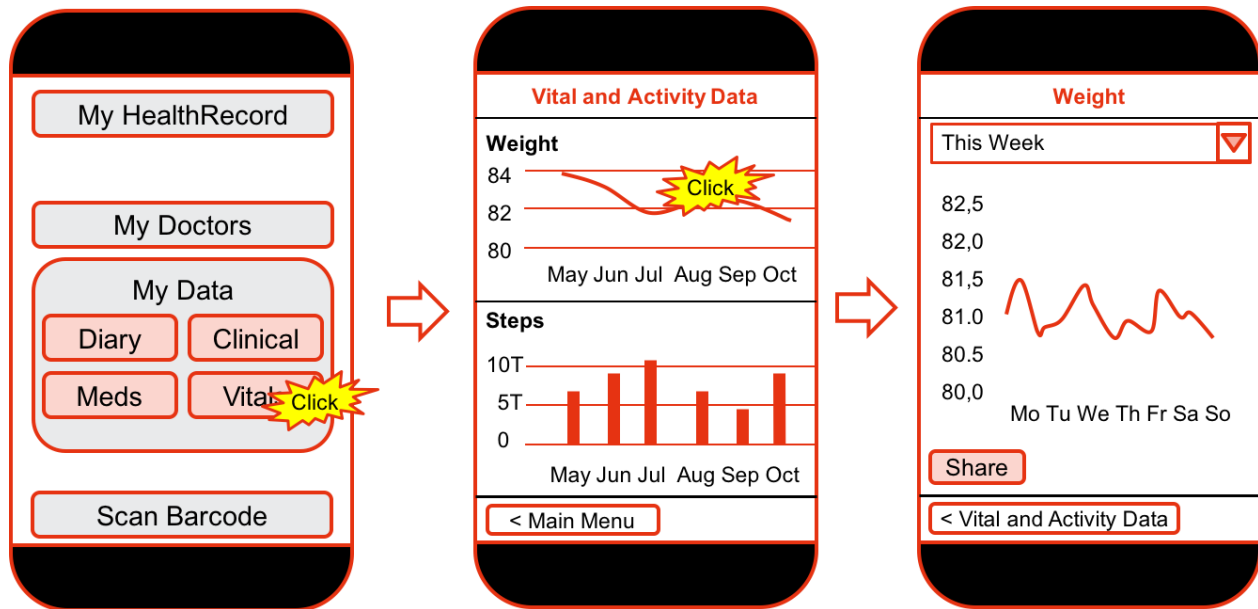 My HealthRecord
My Doctors
My Data
Diary Clinical
Meds Vital
Click
Scan Barcode
Vital and Activity Data
Weight
84
Click
82
80
May Jun Jul Aug Sep Oct
Steps
10T
5T
0
May Jun Jul Aug Sep Oct
< Main Menu
Weight
This Week
82,5
82,0
81,5
81.0
80.5
80,0
Mo Tu We Th Fr Sa So
Share
< Vital and Activity Data